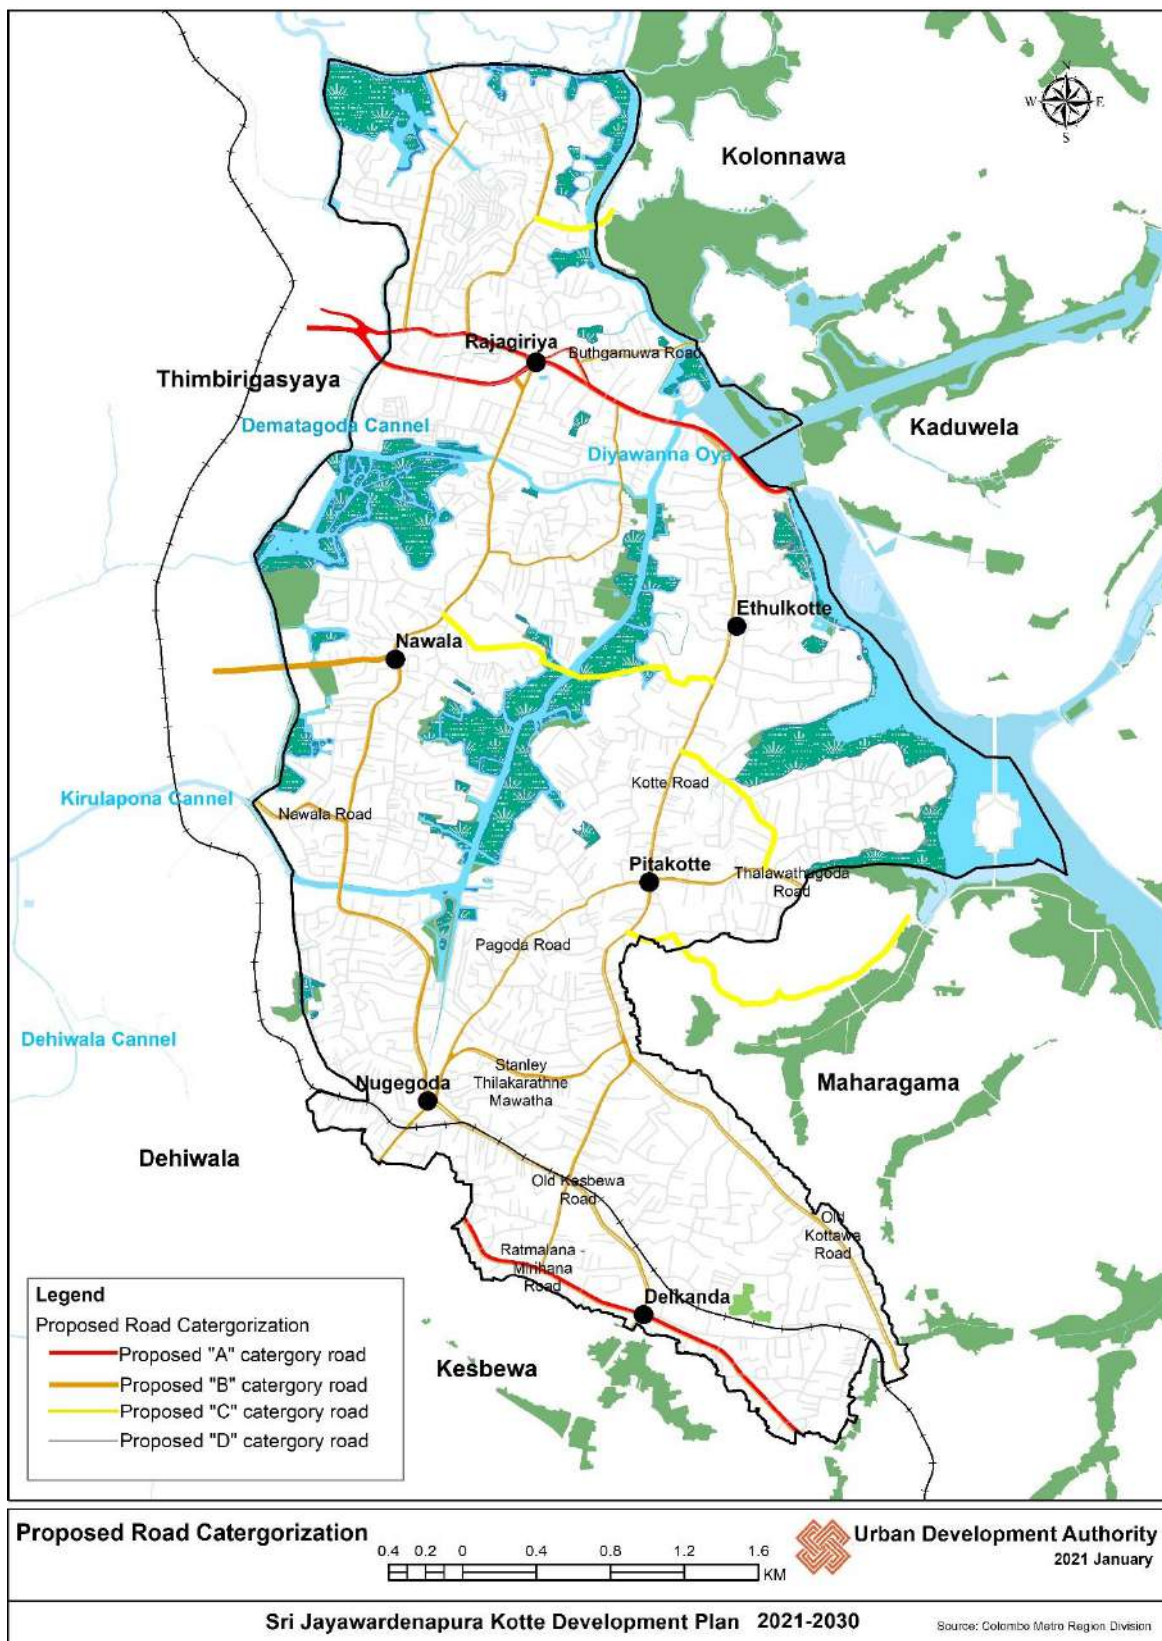 N
W E
S
Kolonnawa
Rajagiriya
Buthgamuwa Road
Thimbirigasyaya
Dematagoda Cannel
Kaduwela
Diyawanna Oya
Ethulkotte
Nawala
Kotte Road
Kirulapona Cannel
Nawala Road
Pitakotte
Thalawathugoda
Road
Pagoda Road
Dehiwala Cannel
Stanley
Thilakarathne
Mawatha
Nugegoda
Maharagama
Dehiwala
Old Kesbewa
Road
Old
Kottawa
Road
Ratmalana -
Mirihana
Road
Delkanda
Kesbewa
Legend
Proposed Road Catergorization
Proposed "A" catergory road
Proposed "B" catergory road
Proposed "C" catergory road
Proposed "D" catergory road
Proposed Road Catergorization
0.4 0.2 0 0.4 0.8 1.2 1.6
KM
Urban Development Authority
2021 January
Sri Jayawardenapura Kotte Development Plan 2021-2030
Source: Colombo Metro Region Division